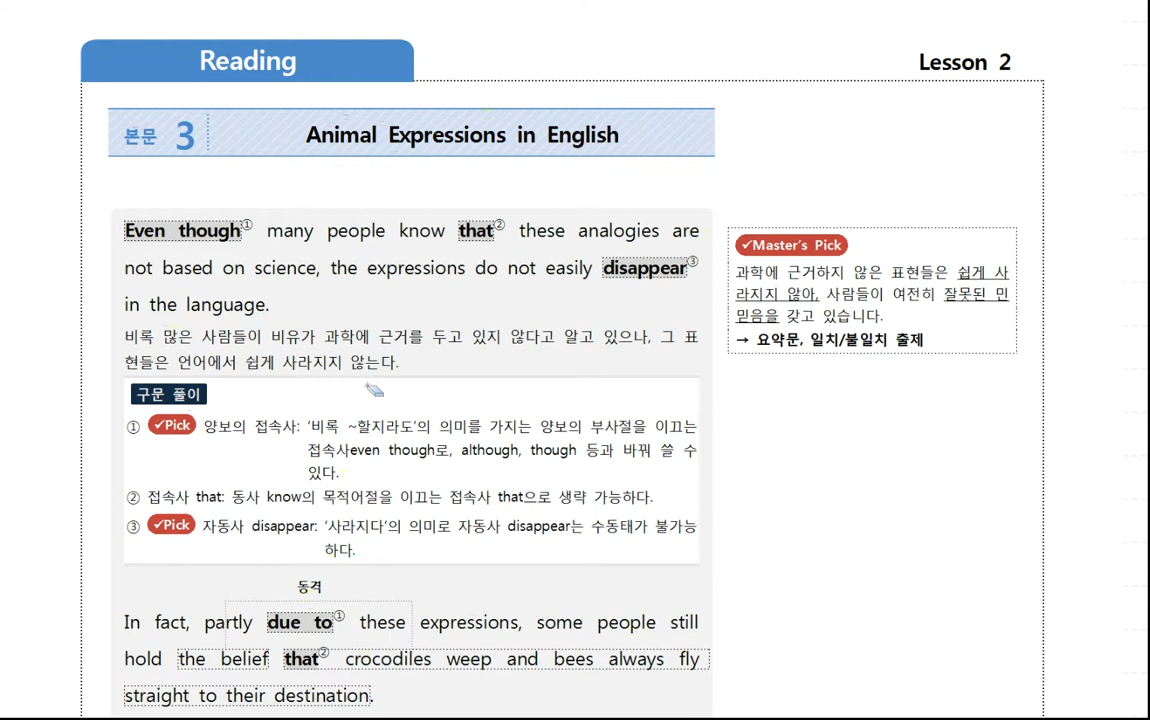 Reading
Lesson 2
본문 3 Animal Expressions in English
Even though① many people know that② these analogies are
not based on science, the expressions do not easily disappear③
in the language.
비록 많은 사람들이 비유가 과학에 근거를 두고 있지 않다고 알고 있으나, 그 표
현들은 언어에서 쉽게 사라지지 않는다.
✓Master's Pick
과학에 근거하지 않은 표현들은 쉽게 사
라지지 않아, 사람들이 여전히 잘못된 민
믿음을 갖고 있습니다.
→ 요약문, 일치/불일치 출제
구문 풀이
① ✓Pick 양보의 접속사: '비록 ~할지라도'의 의미를 가지는 양보의 부사절을 이끄는
접속사even though로, although, though 등과 바꿔 쓸 수
있다.
② 접속사 that: 동사 know의 목적어절을 이끄는 접속사 that으로 생략 가능하다.
③ ✓Pick 자동사 disappear: '사라지다'의 의미로 자동사 disappear는 수동태가 불가능
하다.
동격
In fact, partly due to① these expressions, some people still
hold the belief that② crocodiles weep and bees always fly
straight to their destination.